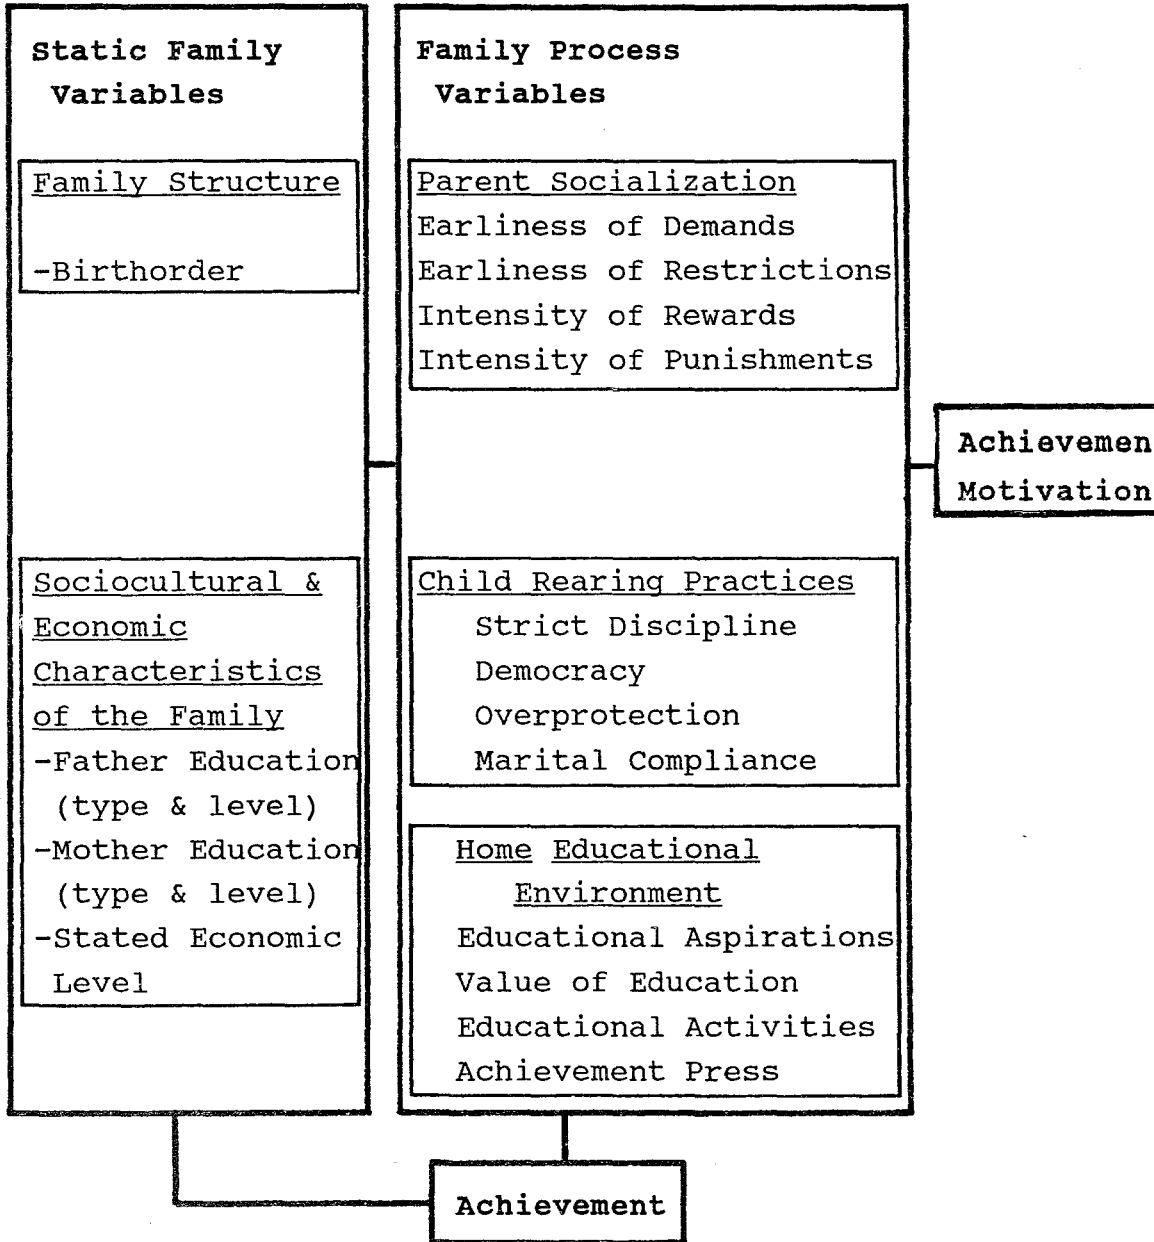 Static Family
Variables
Family Structure
-Birthorder
Sociocultural &
Economic
Characteristics
of the Family
-Father Education
(type & level)
-Mother Education
(type & level)
-Stated Economic
Level
Family Process
Variables
Parent Socialization
Earliness of Demands
Earliness of Restrictions
Intensity of Rewards
Intensity of Punishments
Child Rearing Practices
Strict Discipline
Democracy
Overprotection
Marital Compliance
Home Educational
Environment
Educational Aspirations
Value of Education
Educational Activities
Achievement Press
Achievemen
Motivation
Achievement